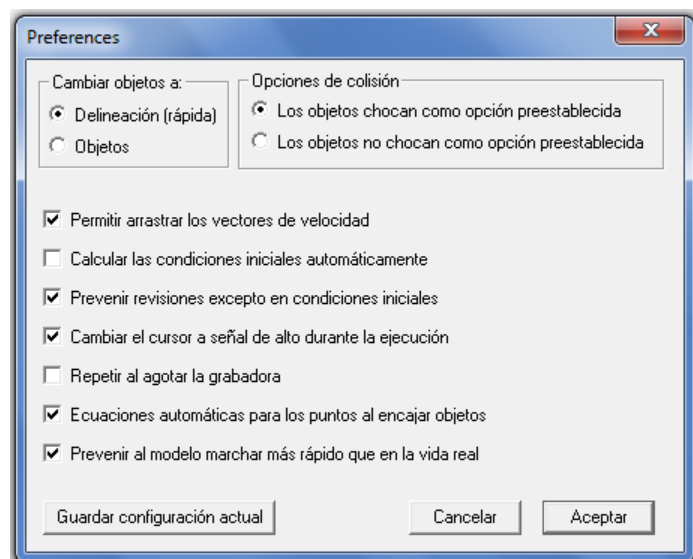 Preferences
Cambiar objetos a:
Delineación (rápida)
Objetos
Opciones de colisión
Los objetos chocan como opción preestablecida
Los objetos no chocan como opción preestablecida
Permitir arrastrar los vectores de velocidad
Calcular las condiciones iniciales automáticamente
Prevenir revisiones excepto en condiciones iniciales
Cambiar el cursor a señal de alto durante la ejecución
Repetir al agotar la grabadora
Ecuaciones automáticas para los puntos al encajar objetos
Prevenir al modelo marchar más rápido que en la vida real
Guardar configuración actual
Cancelar
Aceptar